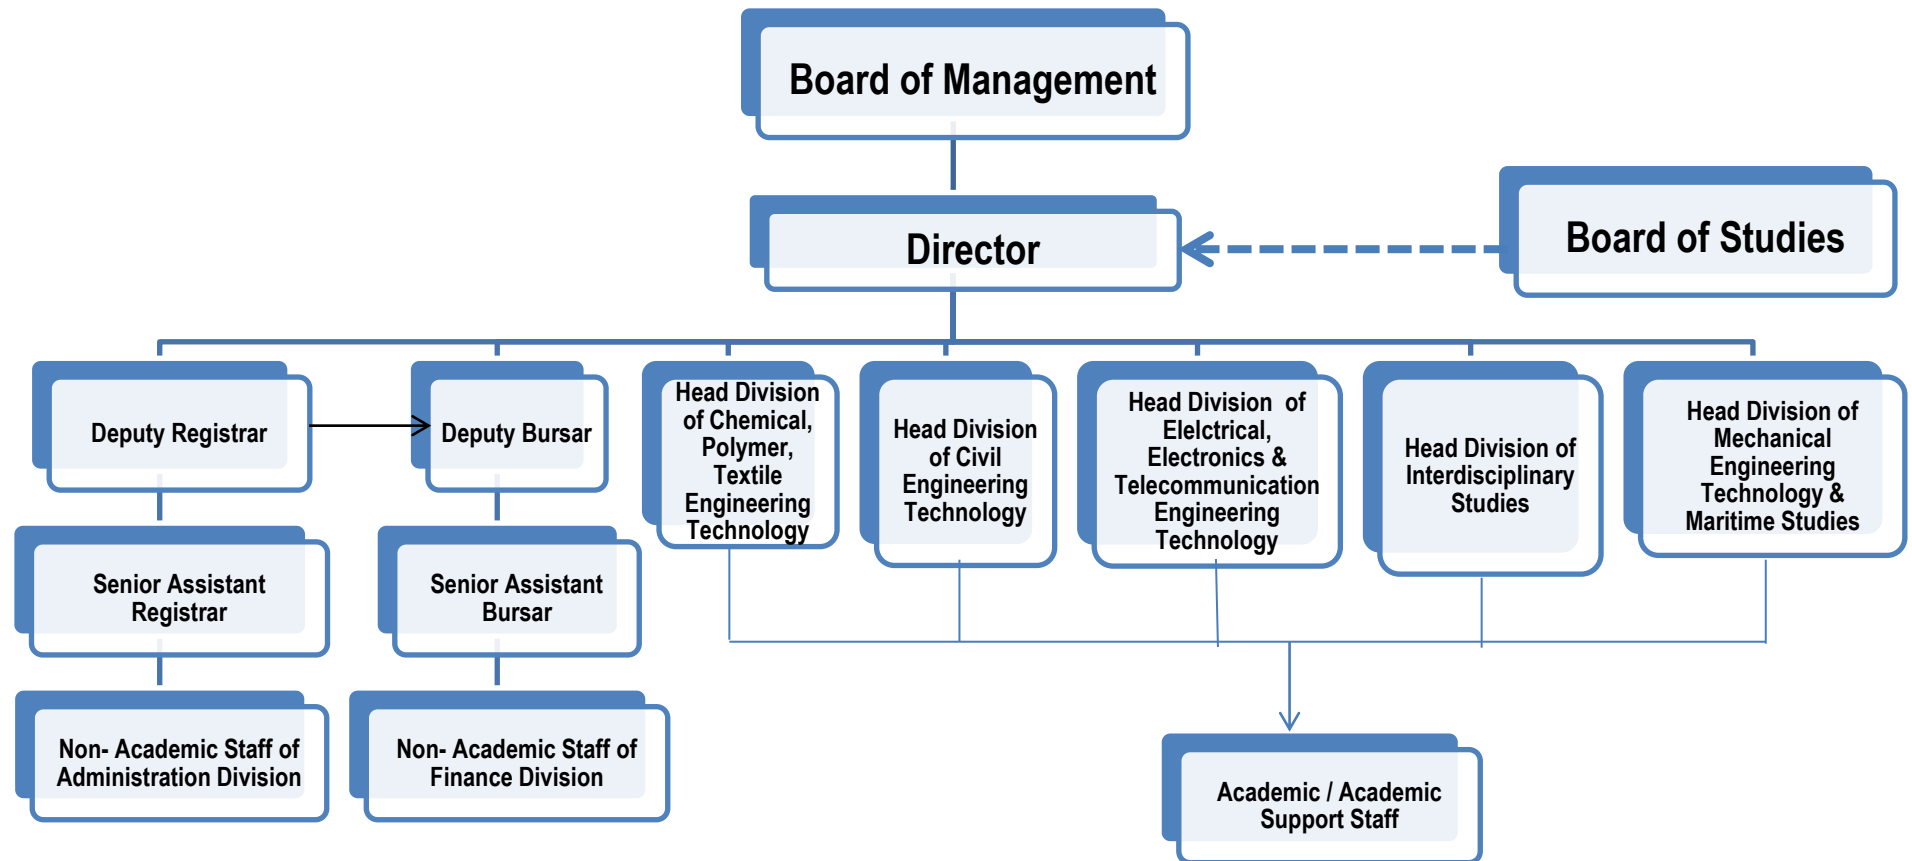 Board of Management
Director
Board of Studies
Deputy Registrar
Deputy Bursar
Head Division
of Chemical,
Polymer,
Textile
Engineering
Technology
Head Division
of Civil
Engineering
Technology
Head Division of
Elelctrical,
Electronics &
Telecommunication
Engineering
Technology
Head Division of
Interdisciplinary
Studies
Head Division of
Mechanical
Engineering
Technology &
Maritime Studies
Senior Assistant
Registrar
Senior Assistant
Bursar
Non- Academic Staff of
Administration Division
Non- Academic Staff of
Finance Division
Academic / Academic
Support Staff